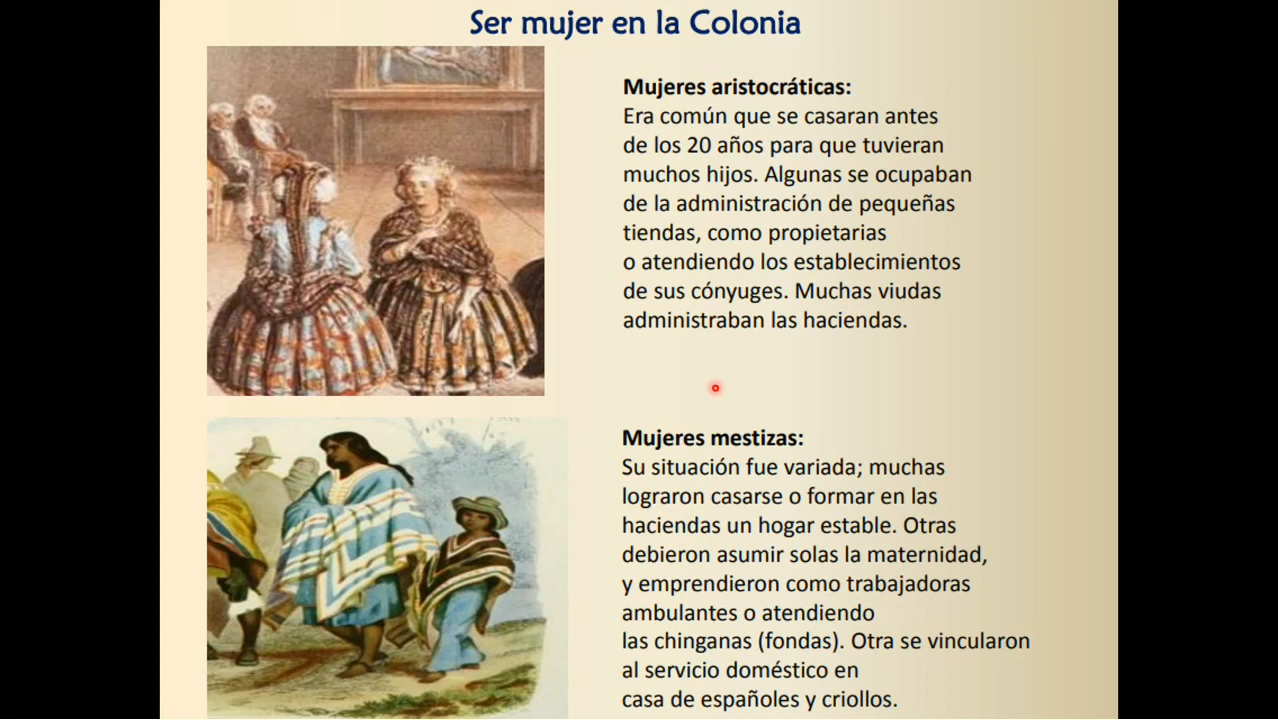 Ser mujer en la Colonia
Mujeres aristocráticas:
Era común que se casaran antes
de los 20 años para que tuvieran
muchos hijos. Algunas se ocupaban
de la administración de pequeñas
tiendas, como propietarias
o atendiendo los establecimientos
de sus cónyuges. Muchas viudas
administraban las haciendas.
Mujeres mestizas:
Su situación fue variada; muchas
lograron casarse o formar en las
haciendas un hogar estable. Otras
debieron asumir solas la maternidad,
y emprendieron como trabajadoras
ambulantes o atendiendo
las chinganas (fondas). Otra se vincularon
al servicio doméstico en
casa de españoles y criollos.